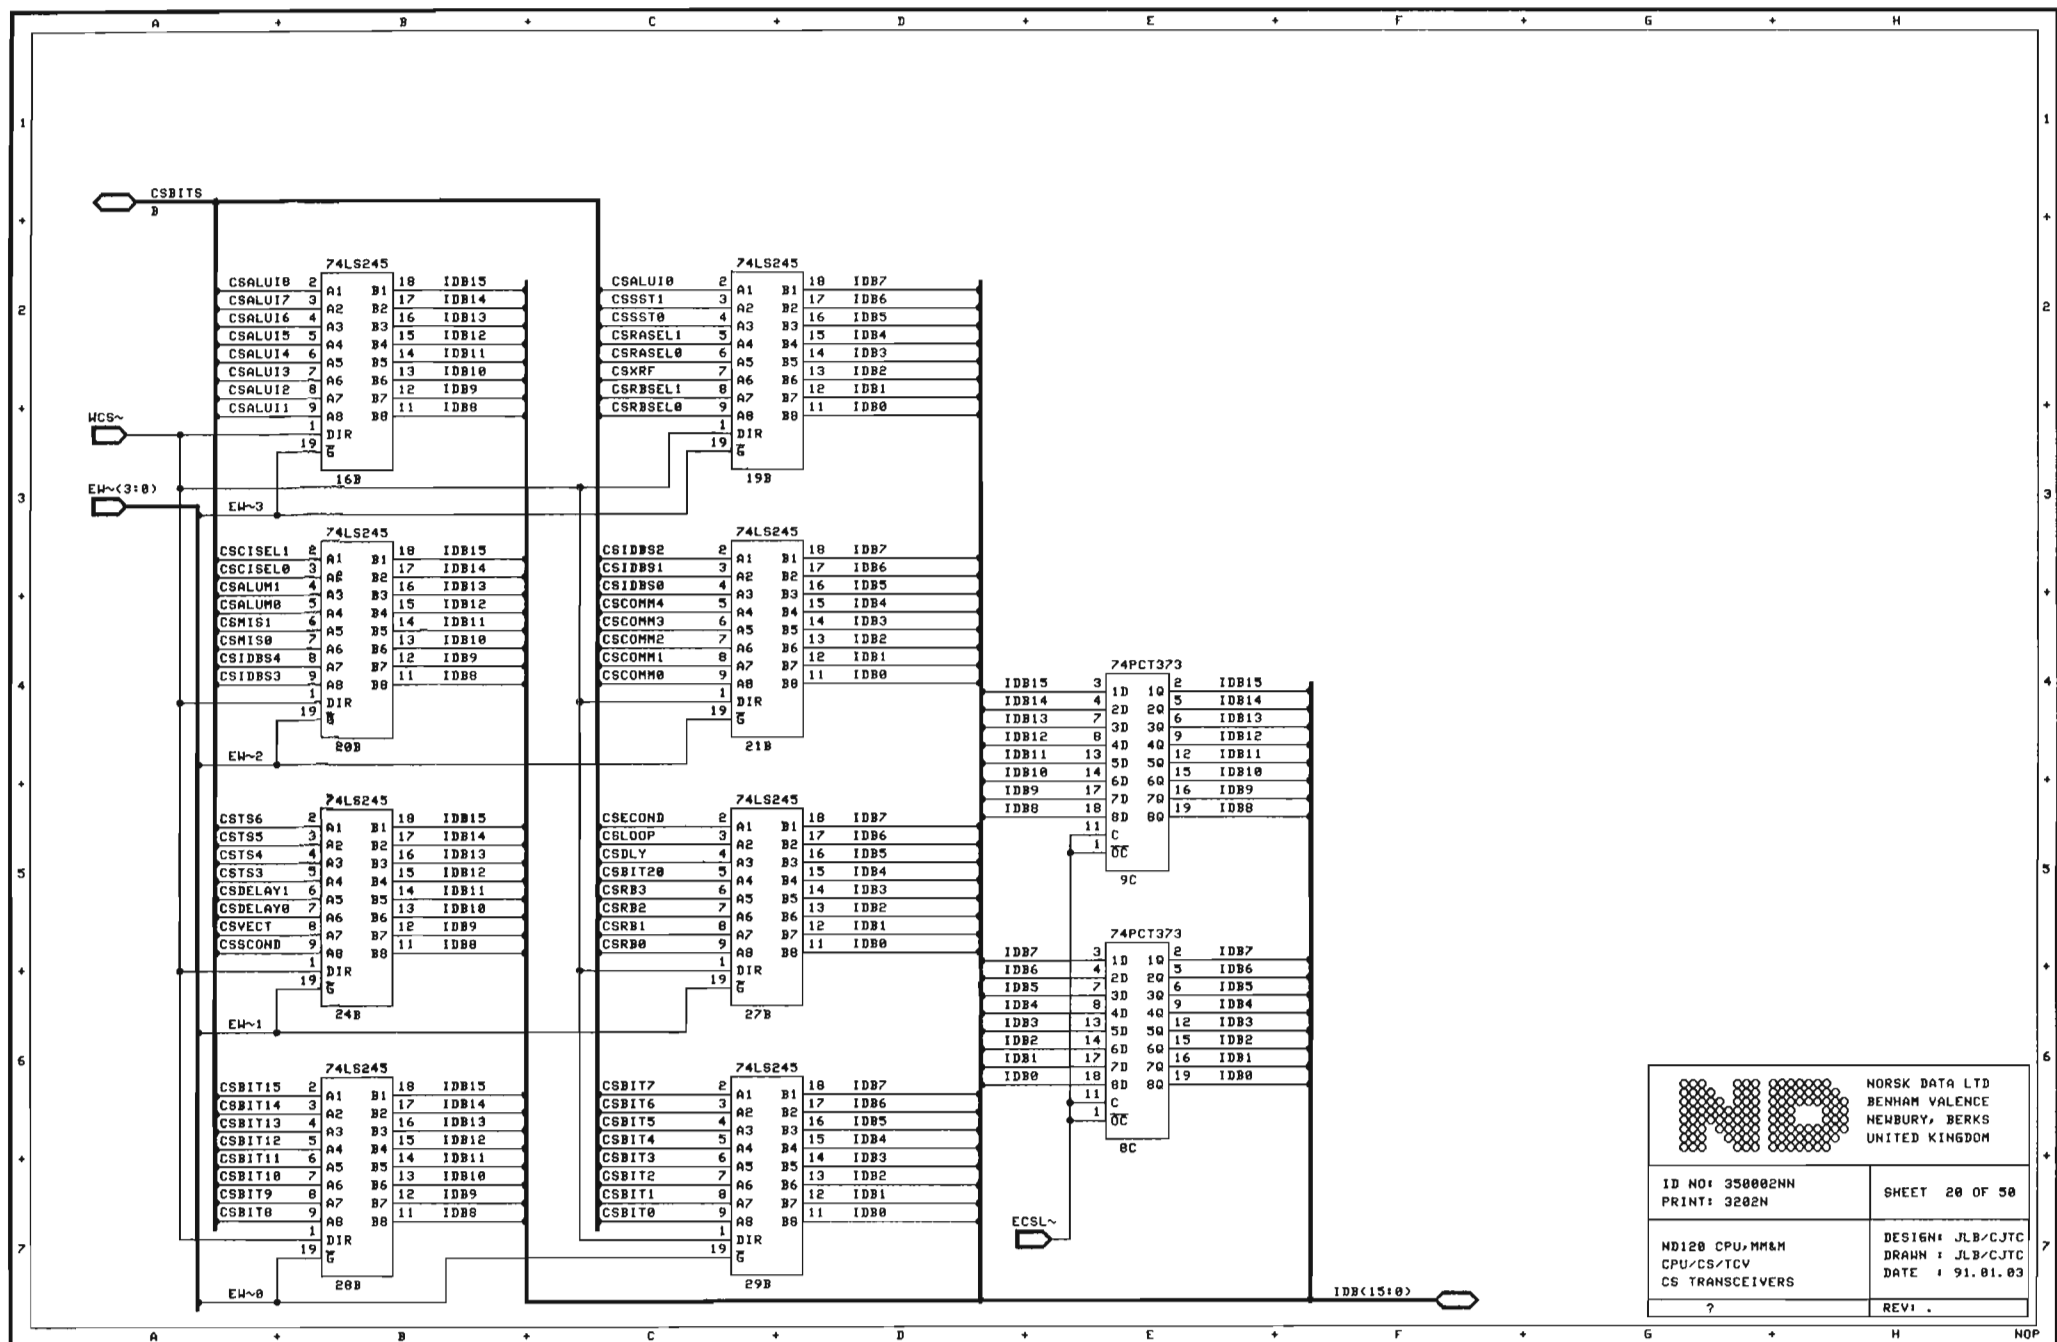 A + B + C + D + E + F + G + H
1 1
CSBITS
B
+ +
74LS245 74LS245
CSALUI8 2 A1 B1 18 IDB15 CSALUI0 2 A1 B1 18 IDB7
CSALUI7 3 A2 B2 17 IDB14 CSSST1 3 A2 B2 17 IDB6
2 CSALUI6 4 A3 B3 16 IDB13 CSSST0 4 A3 B3 16 IDB5 2
CSALUI5 5 A4 B4 15 IDB12 CSRASEL1 5 A4 B4 15 IDB4
CSALUI4 6 A5 B5 14 IDB11 CSRASEL0 6 A5 B5 14 IDB3
CSALUI3 7 A6 B6 13 IDB10 CSXRF 7 A6 B6 13 IDB2
CSALUI2 8 A7 B7 12 IDB9 CSRBSEL1 8 A7 B7 12 IDB1
+ CSALUI1 9 A8 B8 11 IDB8 CSRBSEL0 9 A8 B8 11 IDB0 +
WCS~ 1 DIR 1 DIR
19 G 19 G
16B 19B
EW~(3:0)
3 3
EW~3
74LS245 74LS245
CSCISEL1 2 A1 B1 18 IDB15 CSIDBS2 2 A1 B1 18 IDB7
CSCISEL0 3 A2 B2 17 IDB14 CSIDBS1 3 A2 B2 17 IDB6
+ CSALUM1 4 A3 B3 16 IDB13 CSIDBS0 4 A3 B3 16 IDB5 +
CSALUM0 5 A4 B4 15 IDB12 CSCOMM4 5 A4 B4 15 IDB4
CSMIS1 6 A5 B5 14 IDB11 CSCOMM3 6 A5 B5 14 IDB3
CSMIS0 7 A6 B6 13 IDB10 CSCOMM2 7 A6 B6 13 IDB2
CSIDBS4 8 A7 B7 12 IDB9 CSCOMM1 8 A7 B7 12 IDB1
4 CSIDBS3 9 A8 B8 11 IDB8 CSCOMM0 9 A8 B8 11 IDB0 4
1 DIR 1 DIR
19 G 19 G
20B 21B
EW~2
74PCT373
IDB15 3 1D 1Q 2 IDB15
IDB14 4 2D 2Q 5 IDB14
IDB13 7 3D 3Q 6 IDB13
IDB12 8 4D 4Q 9 IDB12
IDB11 13 5D 5Q 12 IDB11
IDB10 14 6D 6Q 15 IDB10
IDB9 17 7D 7Q 16 IDB9
IDB8 18 8D 8Q 19 IDB8
11 C
1 OC
9C
+ +
74LS245 74LS245
CSTS6 2 A1 B1 18 IDB15 CSECOND 2 A1 B1 18 IDB7
CSTS5 3 A2 B2 17 IDB14 CSLOOP 3 A2 B2 17 IDB6
CSTS4 4 A3 B3 16 IDB13 CSDLY 4 A3 B3 16 IDB5
5 CSTS3 5 A4 B4 15 IDB12 CSBIT20 5 A4 B4 15 IDB4 5
CSDELAY1 6 A5 B5 14 IDB11 CSRB3 6 A5 B5 14 IDB3
CSDELAY0 7 A6 B6 13 IDB10 CSRB2 7 A6 B6 13 IDB2
CSVECT 8 A7 B7 12 IDB9 CSRB1 8 A7 B7 12 IDB1
CSSCOND 9 A8 B8 11 IDB8 CSRB0 9 A8 B8 11 IDB0
+ 1 DIR 1 DIR +
19 G 19 G
24B 27B
EW~1
74PCT373
IDB7 3 1D 1Q 2 IDB7
IDB6 4 2D 2Q 5 IDB6
IDB5 7 3D 3Q 6 IDB5
IDB4 8 4D 4Q 9 IDB4
IDB3 13 5D 5Q 12 IDB3
IDB2 14 6D 6Q 15 IDB2
IDB1 17 7D 7Q 16 IDB1
IDB0 18 8D 8Q 19 IDB0
11 C
1 OC
8C
6 6
74LS245 74LS245
CSBIT15 2 A1 B1 18 IDB15 CSBIT7 2 A1 B1 18 IDB7
CSBIT14 3 A2 B2 17 IDB14 CSBIT6 3 A2 B2 17 IDB6
CSBIT13 4 A3 B3 16 IDB13 CSBIT5 4 A3 B3 16 IDB5
CSBIT12 5 A4 B4 15 IDB12 CSBIT4 5 A4 B4 15 IDB4
+ CSBIT11 6 A5 B5 14 IDB11 CSBIT3 6 A5 B5 14 IDB3 +
CSBIT10 7 A6 B6 13 IDB10 CSBIT2 7 A6 B6 13 IDB2
CSBIT9 8 A7 B7 12 IDB9 CSBIT1 8 A7 B7 12 IDB1
CSBIT8 9 A8 B8 11 IDB8 CSBIT0 9 A8 B8 11 IDB0
1 DIR 1 DIR
19 G 19 G
28B 29B
7 7
EW~0
ECSL~
IDB(15:0)
ND
NORSK DATA LTD
BENHAM VALENCE
NEWBURY, BERKS
UNITED KINGDOM
ID NO: 350002NN
PRINT: 3202N
SHEET 20 OF 50
ND120 CPU,MM&M
CPU/CS/TCV
CS TRANSCEIVERS
DESIGN: JLB/CJTC
DRAWN : JLB/CJTC
DATE : 91.01.03
?
REV: .
A + B + C + D + E + F + G + H NOP